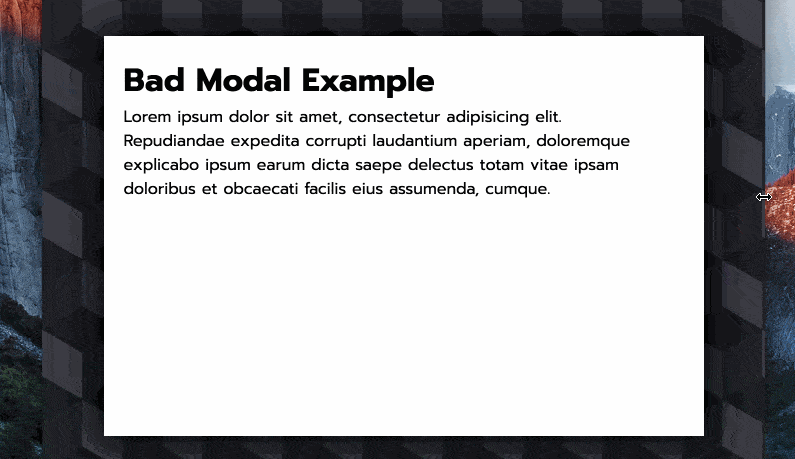 Bad Modal Example
Lorem ipsum dolor sit amet, consectetur adipisicing elit.
Repudiandae expedita corrupti laudantium aperiam, doloremque
explicabo ipsum earum dicta saepe delectus totam vitae ipsam
doloribus et obcaecati facilis eius assumenda, cumque.